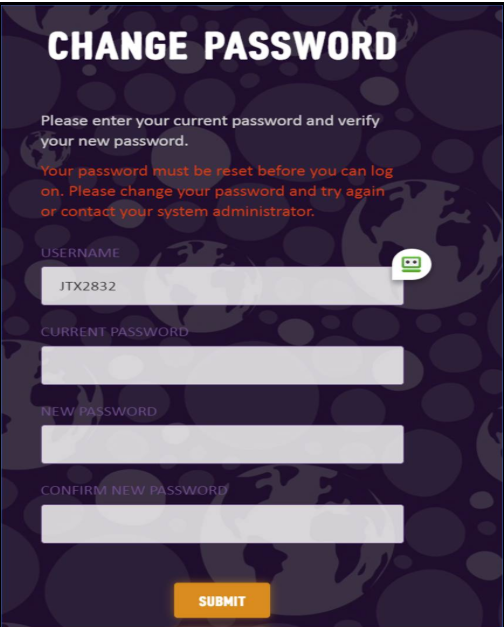 CHANGE PASSWORD
Please enter your current password and verify
your new password.
Your password must be reset before you can log
on. Please change your password and try again
or contact your system administrator.
USERNAME
JTX2832
CURRENT PASSWORD
NEW PASSWORD
CONFIRM NEW PASSWORD
SUBMIT